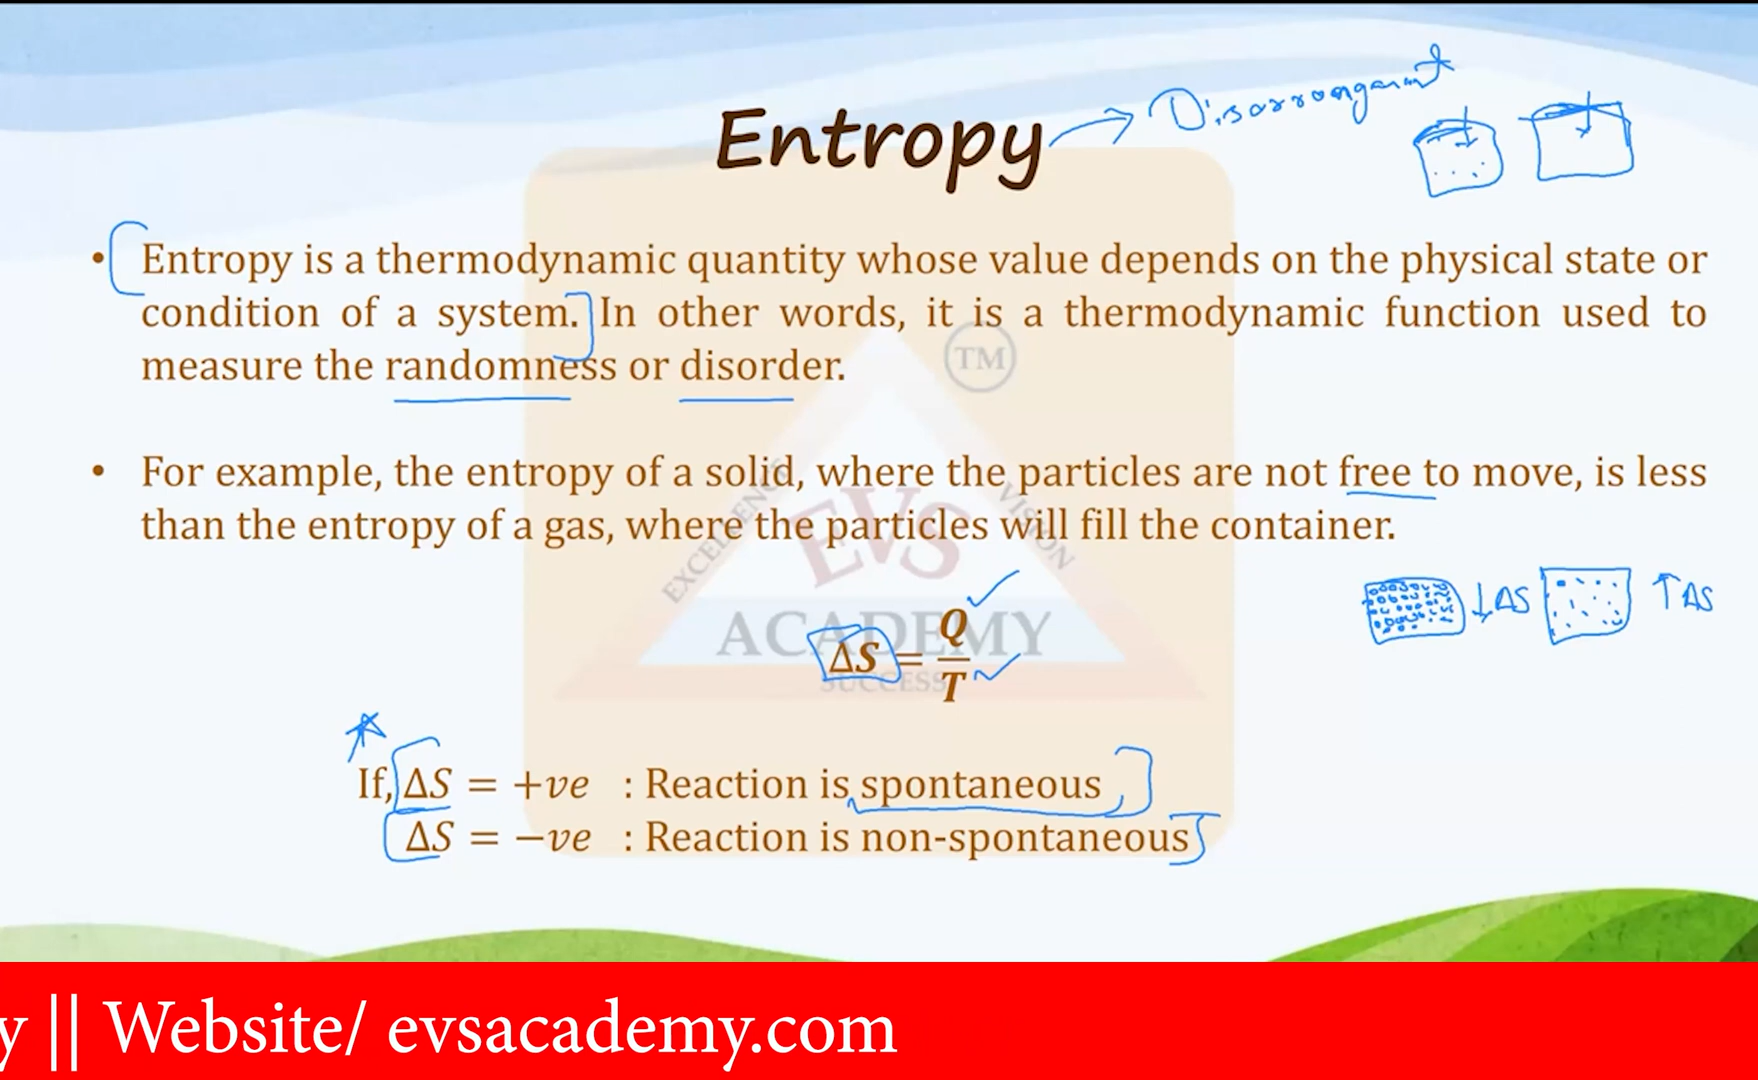 Entropy → Disarrangemnt
• Entropy is a thermodynamic quantity whose value depends on the physical state or
condition of a system. In other words, it is a thermodynamic function used to
measure the randomness or disorder.
TM
• For example, the entropy of a solid, where the particles are not free to move, is less
than the entropy of a gas, where the particles will fill the container.
EXCELLENCE
VISION
EVS
ACADEMY
SUCCESS
↓ΔS ↑ΔS
ΔS = Q/T
If, ΔS = +ve : Reaction is spontaneous
ΔS = −ve : Reaction is non-spontaneous
y || Website/ evsacademy.com